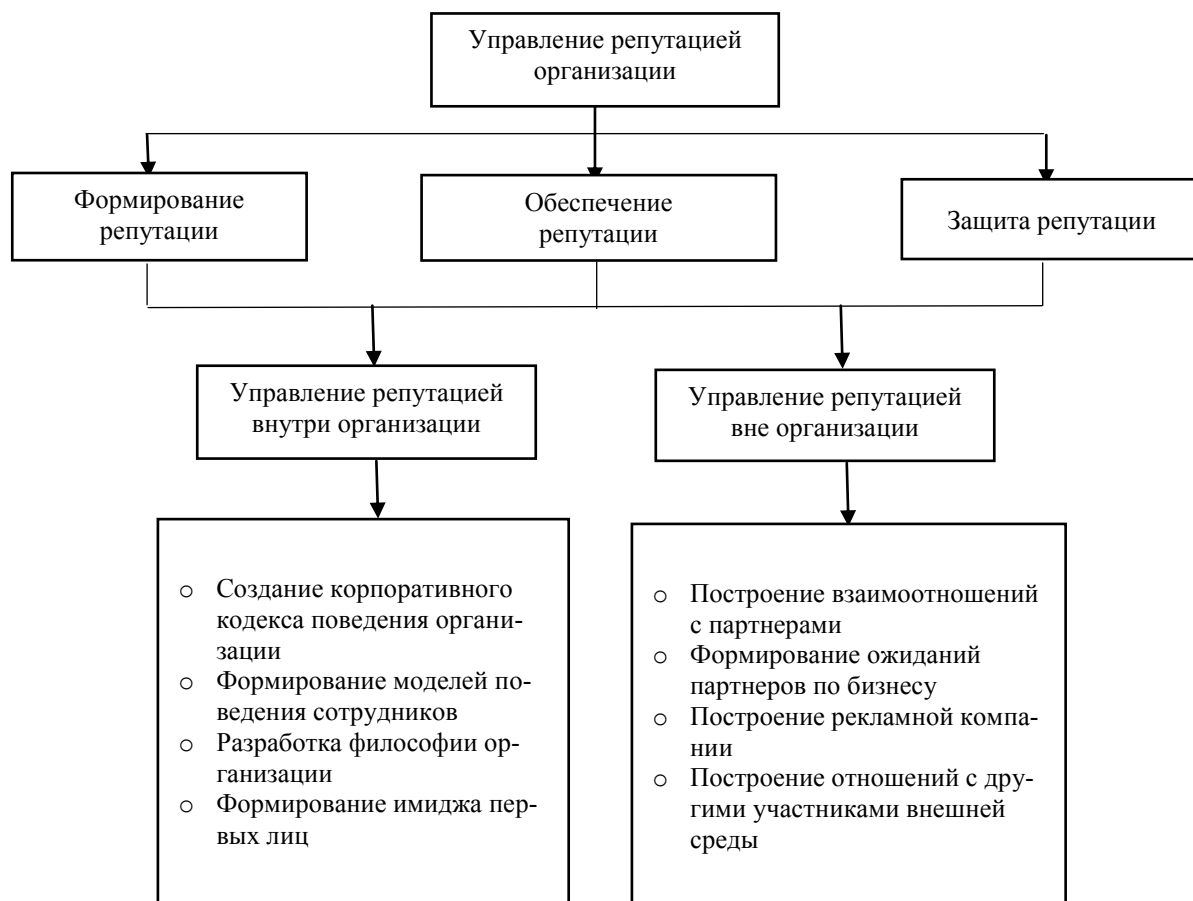 Управление репутацией
организации
Формирование
репутации
Обеспечение
репутации
Защита репутации
Управление репутацией
внутри организации
Управление репутацией
вне организации
o Создание корпоративного
кодекса поведения органи-
зации
o Формирование моделей по-
ведения сотрудников
o Разработка философии ор-
ганизации
o Формирование имиджа пер-
вых лиц
o Построение взаимоотношений
с партнерами
o Формирование ожиданий
партнеров по бизнесу
o Построение рекламной компа-
нии
o Построение отношений с дру-
гими участниками внешней
среды